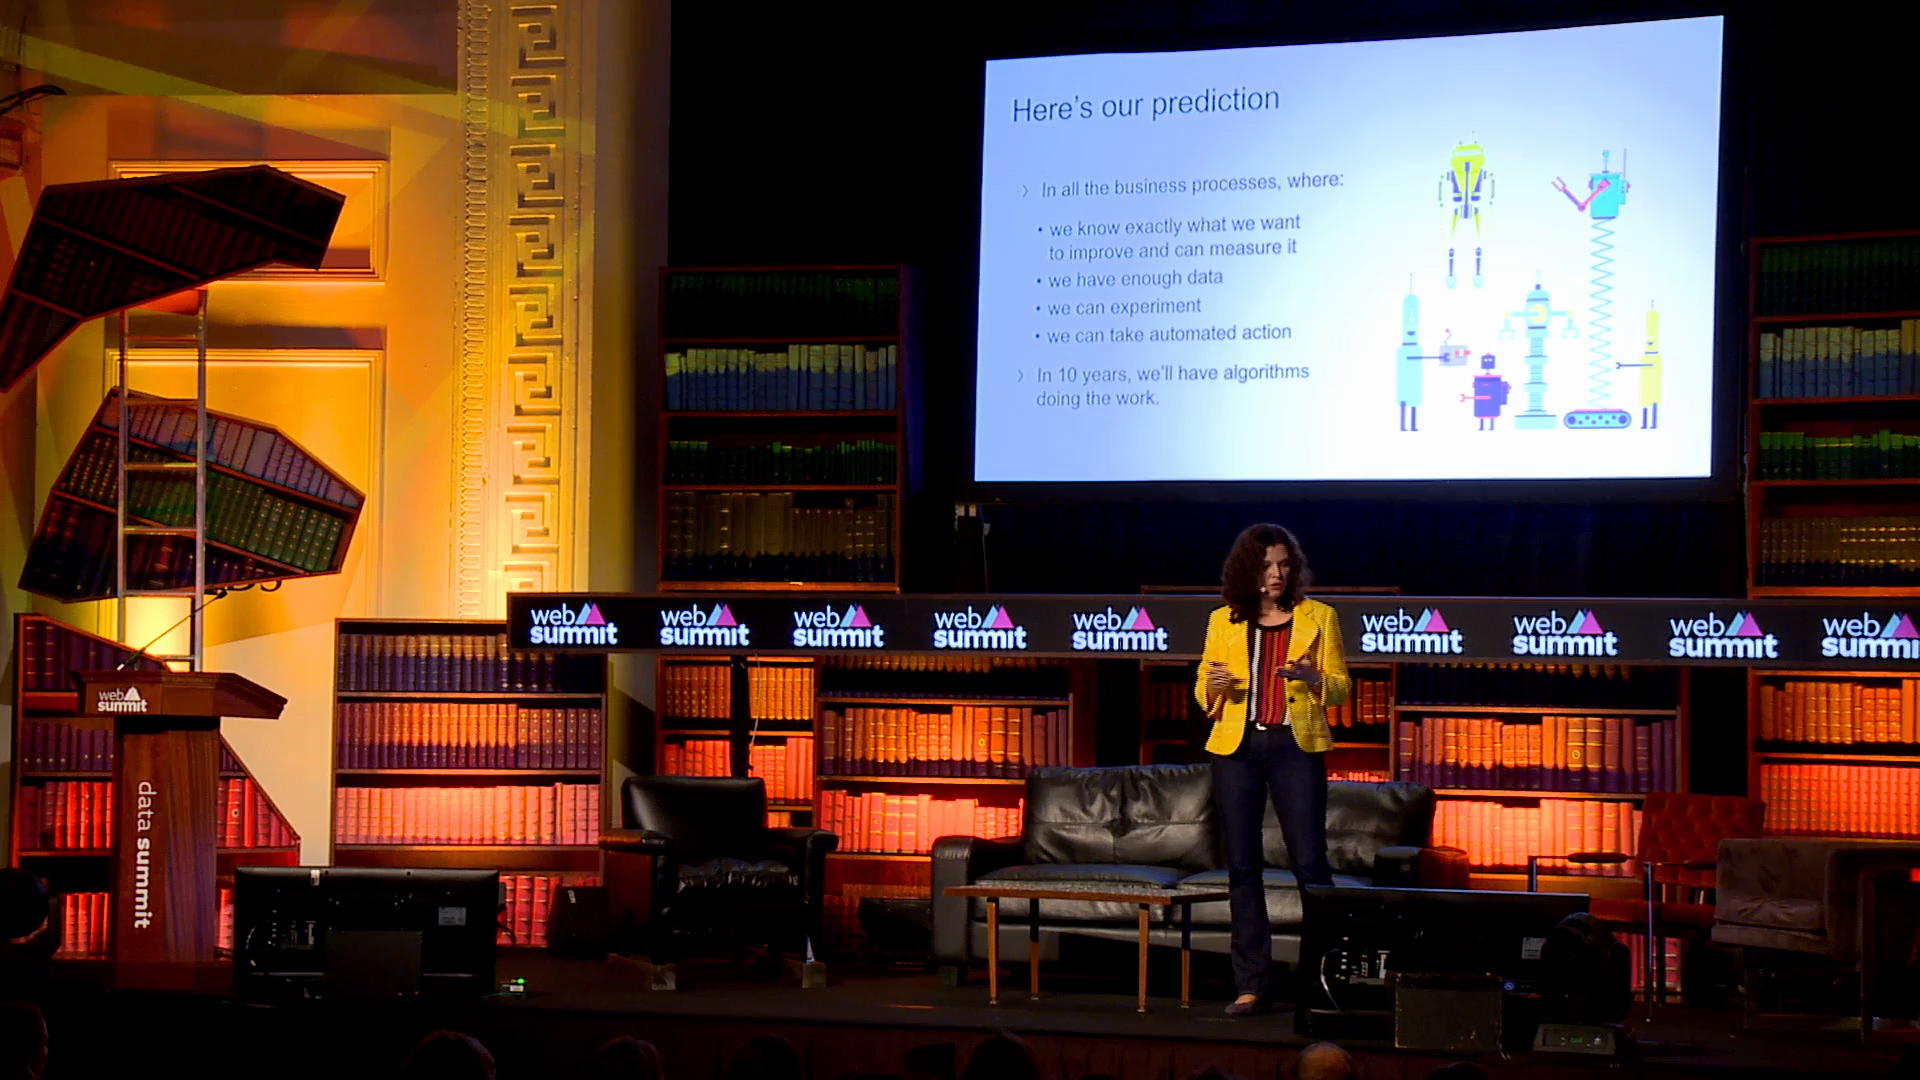 Here's our prediction
› In all the business processes, where:
• we know exactly what we want
to improve and can measure it
• we have enough data
• we can experiment
• we can take automated action
› In 10 years, we'll have algorithms
doing the work.
web
summit
web
summit
web
summit
web
summit
web
summit
web
summit
web
summit
web
summit
web
summi
web
summit
data summit